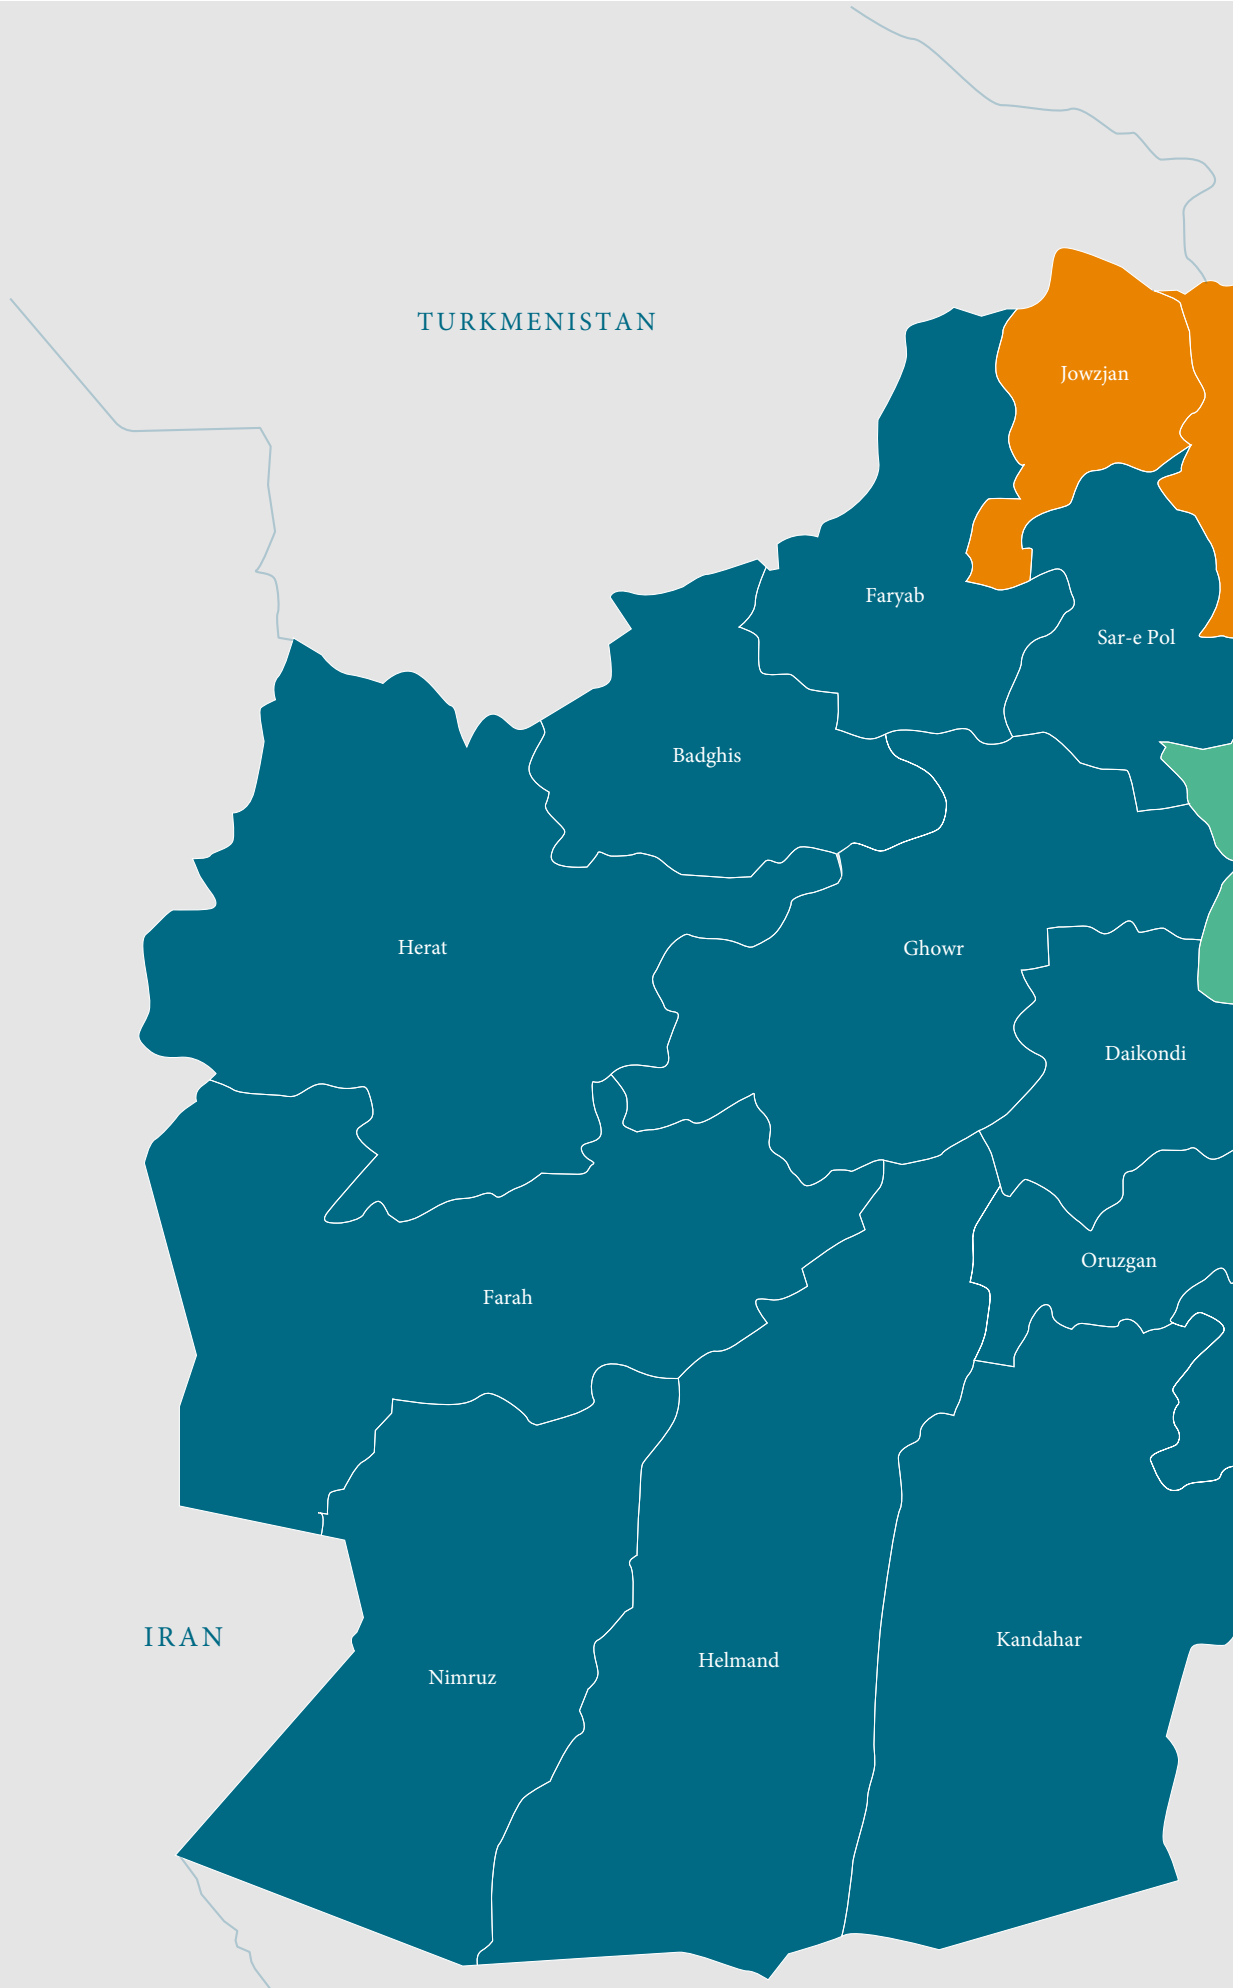 TURKMENISTAN
Jowzjan
Faryab
Sar-e Pol
Badghis
Herat
Ghowr
Daikondi
Oruzgan
Farah
IRAN
Kandahar
Helmand
Nimruz